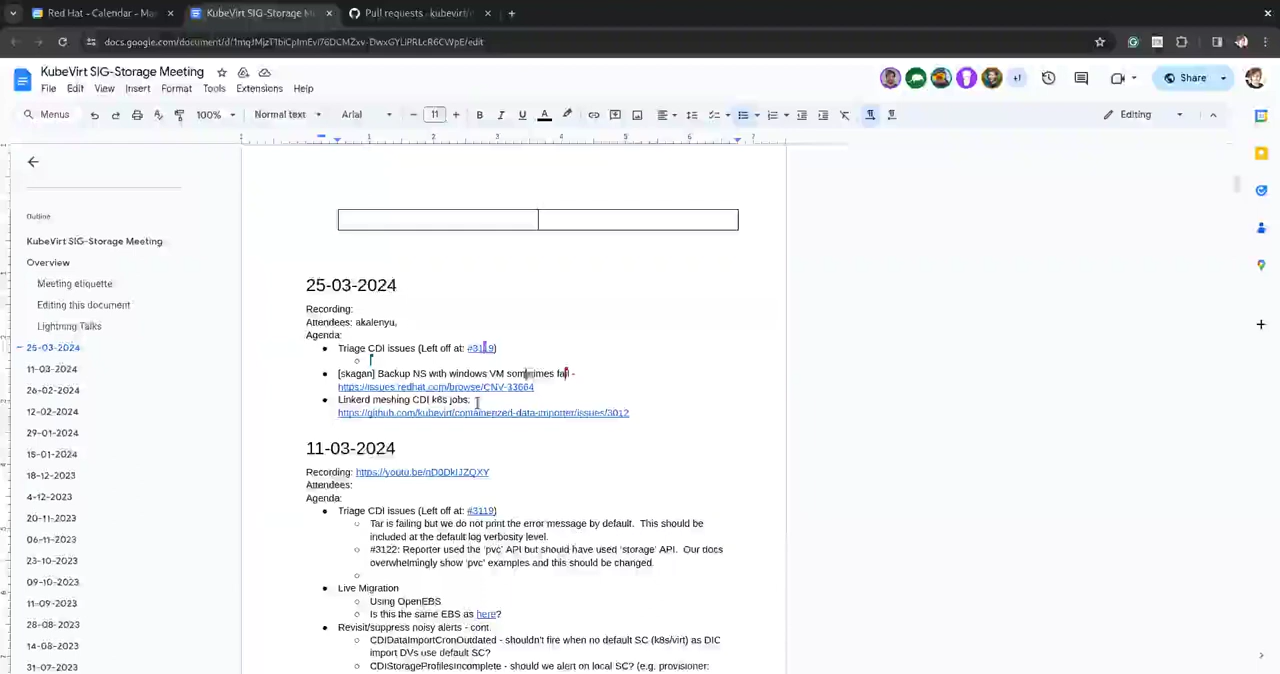 Red Hat - Calendar - Ma
KubeVirt SIG-Storage M
Pull requests · kubevirt/
KubeVirt SIG-Storage Meeting
File Edit View Insert Format Tools Extensions Help
Share
Menus
100%
Normal text
Arial
11
Editing
1 2 3 4 5 6 7
Outline
KubeVirt SIG-Storage Meeting
Overview
Meeting etiquette
Editing this document
Lightning Talks
25-03-2024
11-03-2024
26-02-2024
12-02-2024
29-01-2024
15-01-2024
18-12-2023
4-12-2023
20-11-2023
06-11-2023
23-10-2023
09-10-2023
11-09-2023
28-08-2023
14-08-2023
31-07-2023
25-03-2024
Recording:
Attendees: akalenyu,
Agenda:
Triage CDI issues (Left off at: #3119)
[skagan] Backup NS with windows VM sometimes fail -
https://issues.redhat.com/browse/CNV-33664
Linkerd meshing CDI k8s jobs:
https://github.com/kubevirt/containerized-data-importer/issues/3012
11-03-2024
Recording:
Attendees:
Agenda:
Triage CDI issues (Left off at: #3119)
Tar is failing but we do not print the error message by default. This should be
included at the default log verbosity level.
#3122: Reporter used the 'pvc' API but should have used 'storage' API. Our docs
overwhelmingly show 'pvc' examples and this should be changed.
Live Migration
Using OpenEBS
Is this the same EBS as here?
Revisit/suppress noisy alerts - cont.
CDIDataImportCronOutdated - shouldn't fire when no default SC (k8s/virt) as DIC
import DVs use default SC?
CDIStorageProfilesIncomplete - should we alert on local SC? (e.g. provisioner: